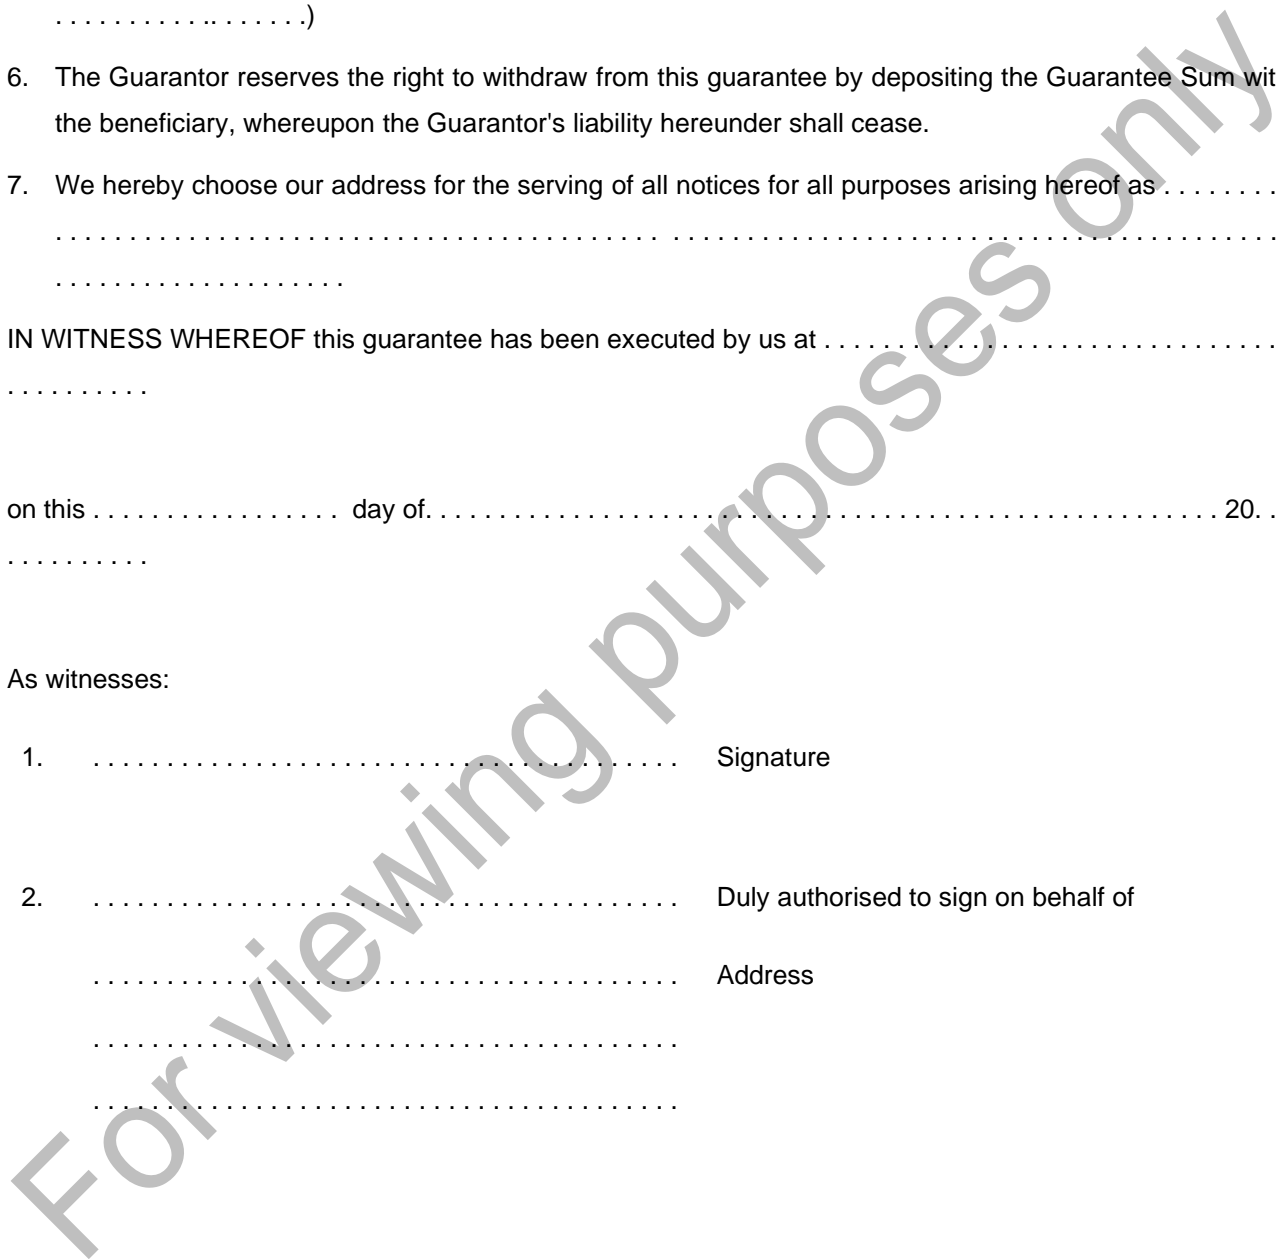 . . . . . . . . . . .. . . . . . .)
6. The Guarantor reserves the right to withdraw from this guarantee by depositing the Guarantee Sum wit
the beneficiary, whereupon the Guarantor's liability hereunder shall cease.
7. We hereby choose our address for the serving of all notices for all purposes arising hereof as . . . . . . . .
. . . . . . . . . . . . . . . . . . . . . . . . . . . . . . . . . . . . . . . . . . . . . . . . . . . . . . . . . . . . . . . . . . . . . . . . . . . . . . . . . .
. . . . . . . . . . . . . . . . . . . .
IN WITNESS WHEREOF this guarantee has been executed by us at . . . . . . . . . . . . . . . . . . . . . . . . . . . . . . .
. . . . . . . . . .
on this . . . . . . . . . . . . . . . . . day of. . . . . . . . . . . . . . . . . . . . . . . . . . . . . . . . . . . . . . . . . . . . . . . . . . . . . . 20. .
. . . . . . . . . .
As witnesses:
1. . . . . . . . . . . . . . . . . . . . . . . . . . . . . . . . . . . . . . . . . Signature
2. . . . . . . . . . . . . . . . . . . . . . . . . . . . . . . . . . . . . . . . . Duly authorised to sign on behalf of
. . . . . . . . . . . . . . . . . . . . . . . . . . . . . . . . . . . . . . . . Address
. . . . . . . . . . . . . . . . . . . . . . . . . . . . . . . . . . . . . . . .
. . . . . . . . . . . . . . . . . . . . . . . . . . . . . . . . . . . . . . . .
For viewing purposes only